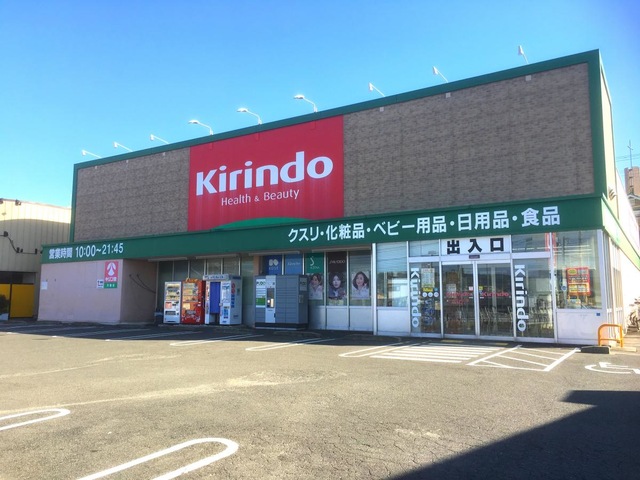 Kirindo
Health & Beauty
クスリ・化粧品・ベビー用品・日用品・食品
営業時間 10:00〜21:45
出入口
Kirindo
Kirindo